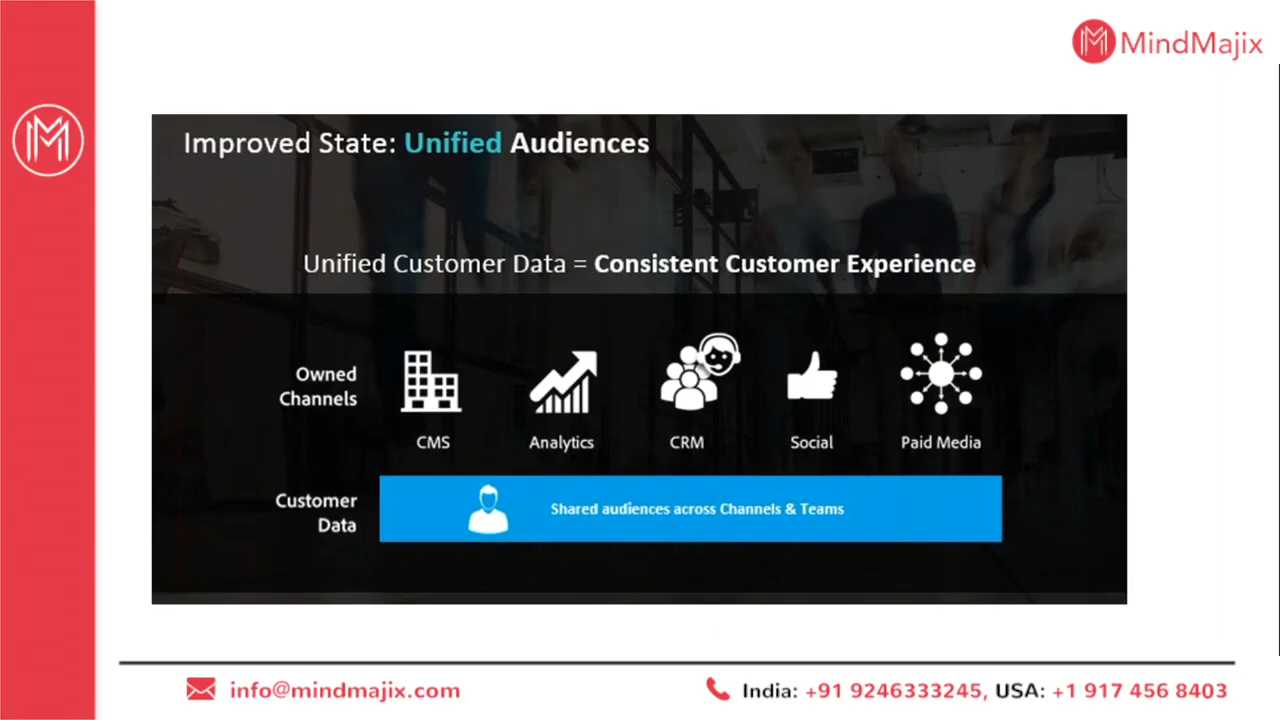 MindMajix
Improved State: Unified Audiences
Unified Customer Data = Consistent Customer Experience
Owned
Channels
CMS
Analytics
CRM
Social
Paid Media
Customer
Data
Shared audiences across Channels & Teams
info@mindmajix.com
India: +91 9246333245, USA: +1 917 456 8403